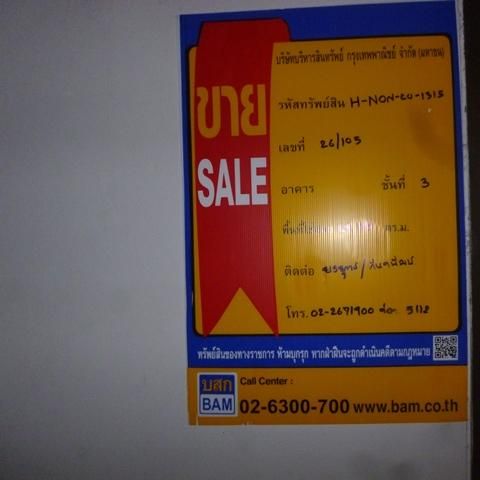 บริษัทบริหารสินทรัพย์ กรุงเทพพาณิชย์ จำกัด (มหาชน)
ขาย
SALE
รหัสทรัพย์สิน H-NON-CO-1315
เลขที่ 26/105
อาคาร ชั้นที่ 3
ตร.ม.
ติดต่อ
โทร. 02-2671900 ต่อ 5118
ทรัพย์สินของทางราชการ ห้ามบุกรุก หากฝ่าฝืนจะถูกดำเนินคดีตามกฎหมาย
บสก
BAM
Call Center :
02-6300-700 www.bam.co.th